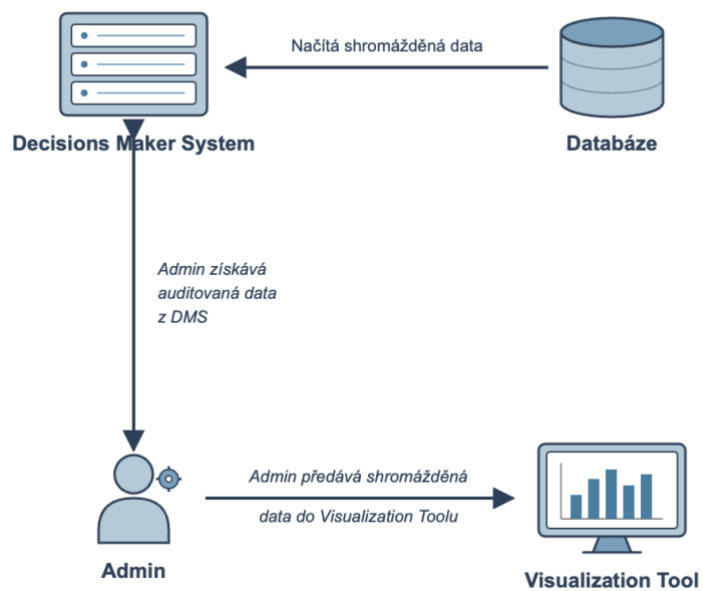 Načítá shromážděná data
Decisions Maker System
Databáze
Admin získává
auditovaná data
z DMS
Admin předává shromážděná
data do Visualization Toolu
Admin
Visualization Tool